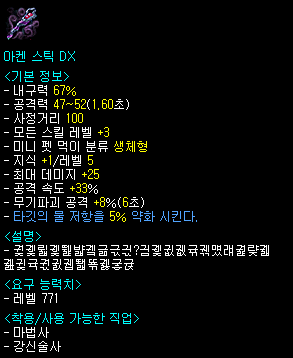 아켄 스틱 DX
<기본 정보>
- 내구력 67%
- 공격력 47~52(1.60초)
- 사정거리 100
- 모든 스킬 레벨 +3
- 미니 펫 먹이 분류 생체형
- 지식 +1/레벨 5
- 최대 데미지 +25
- 공격 속도 +33%
- 무기파괴 공격 +8%(6초)
- 타깃의 물 저항을 5% 약화 시킨다.
<설명>
<요구 능력치>
- 레벨 771
<착용/사용 가능한 직업>
- 마법사
- 강신술사